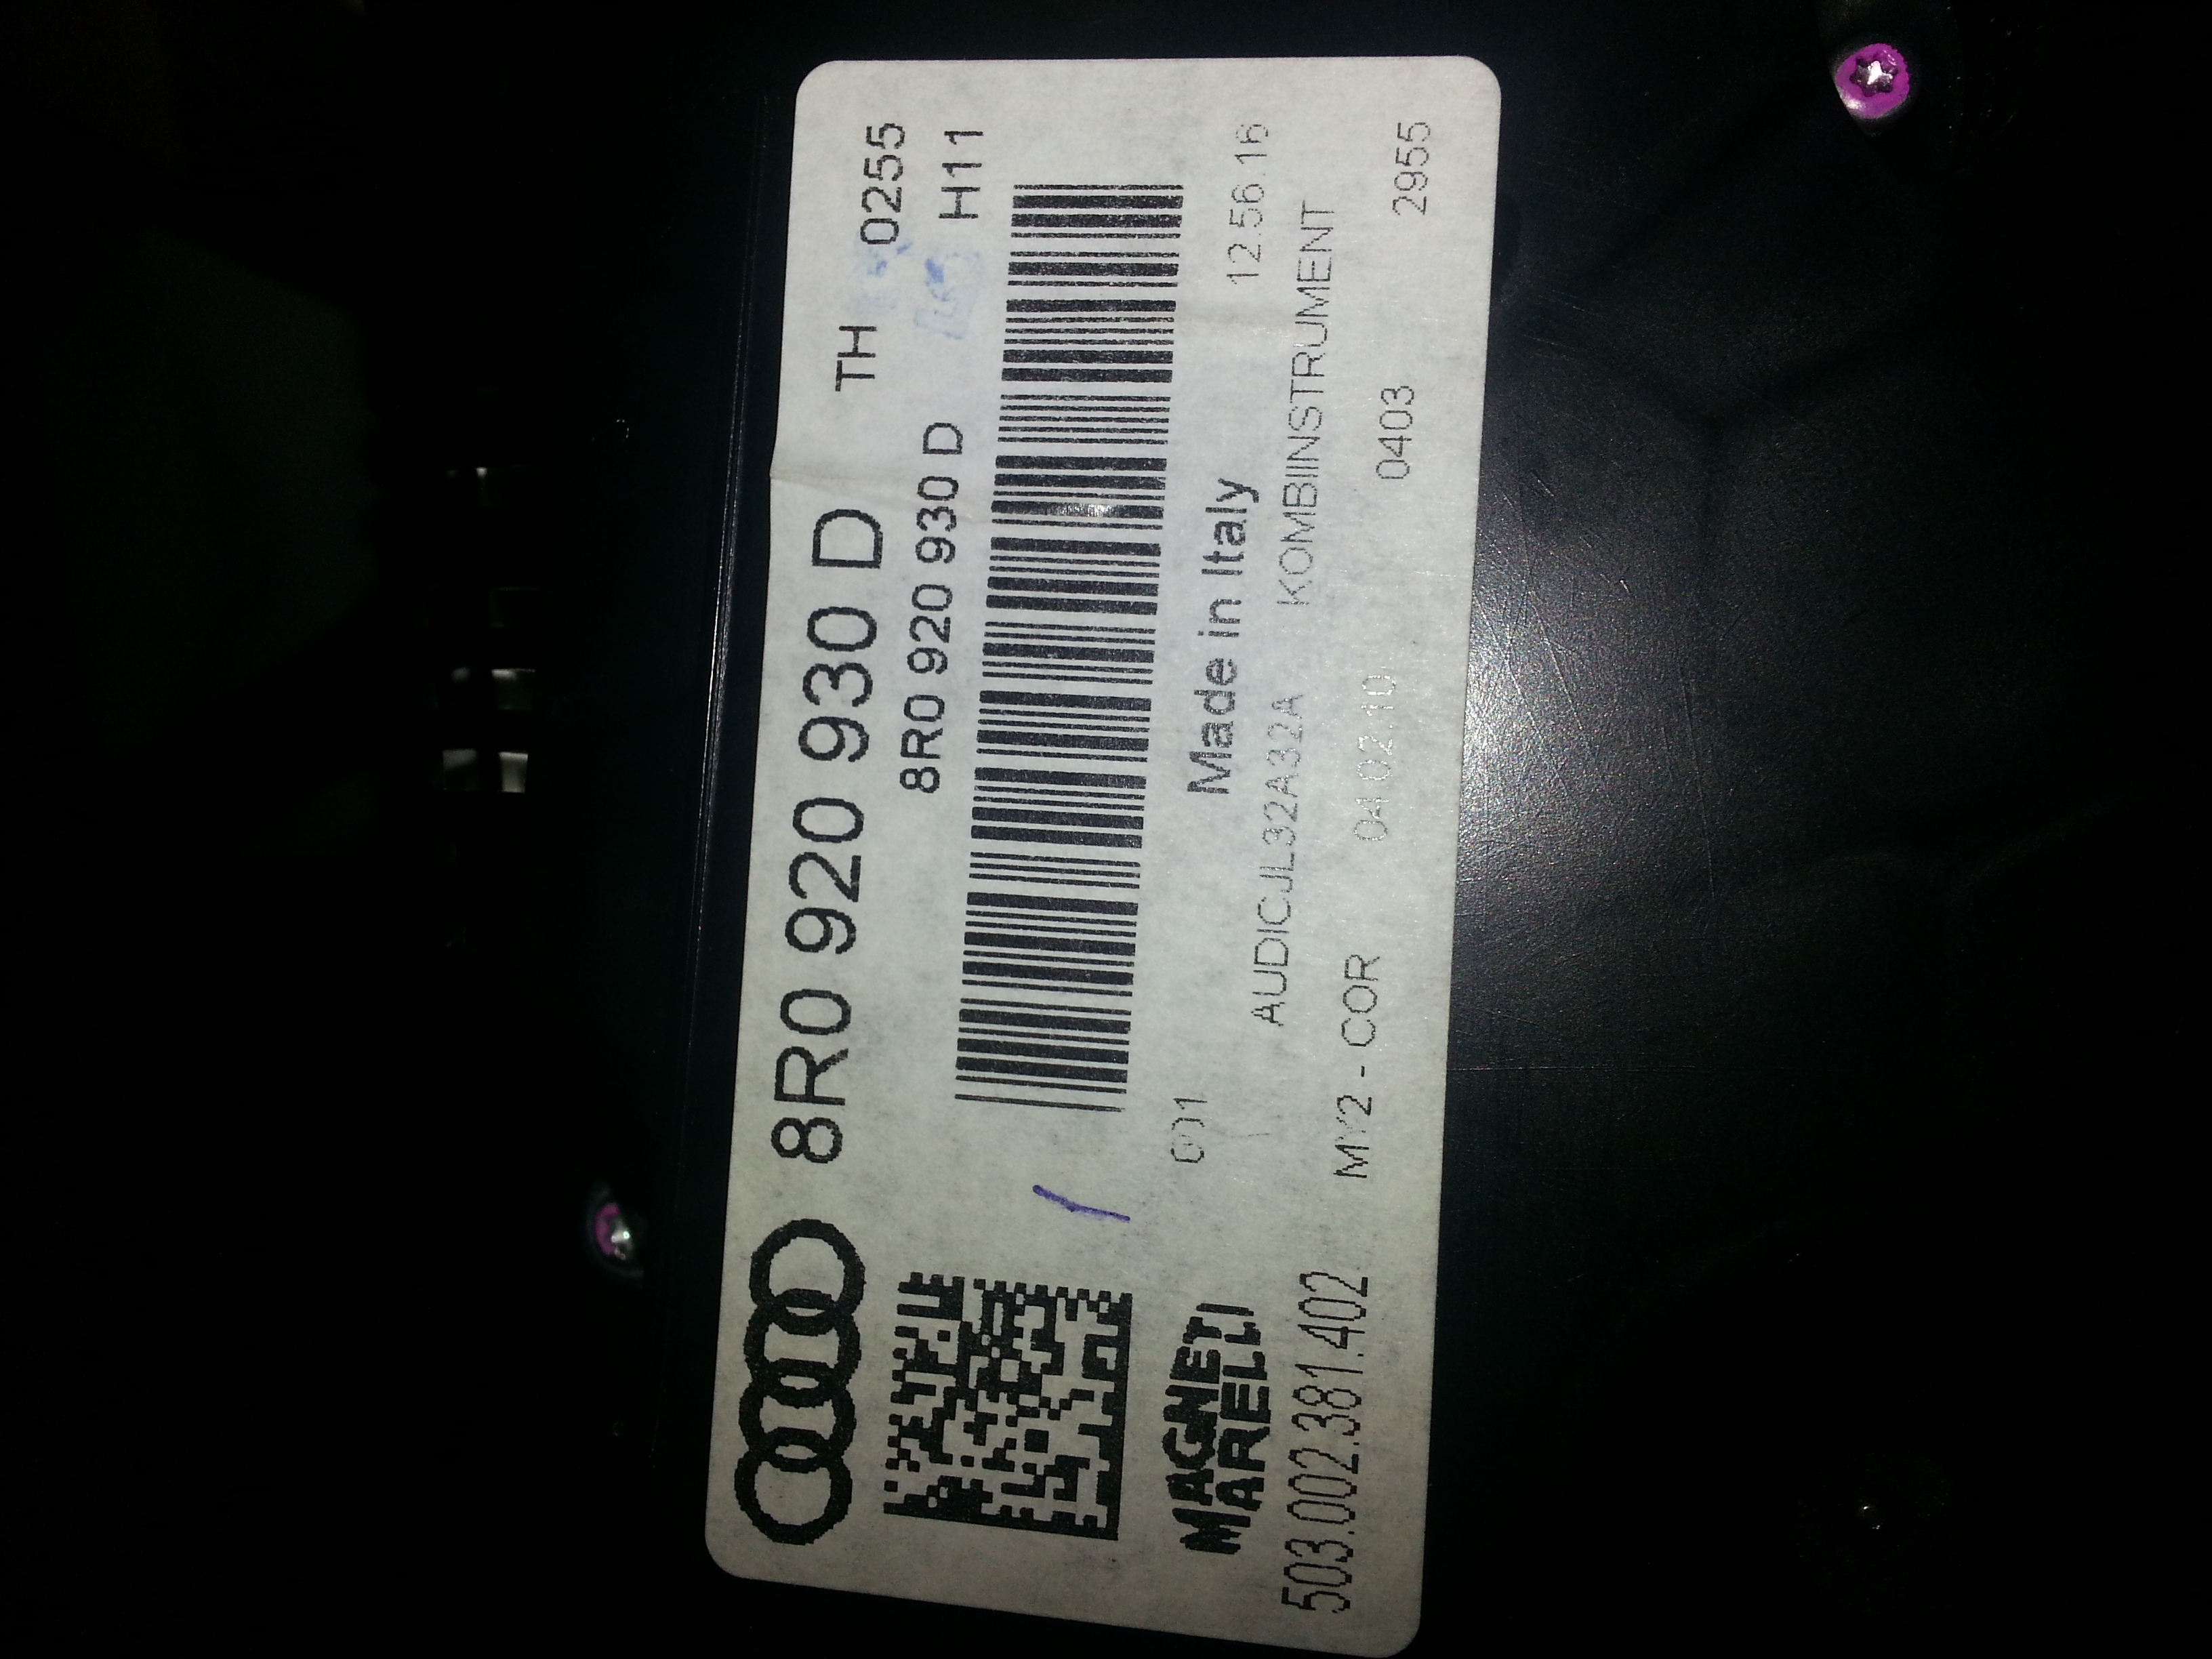 8R0 920 930 D TH 0255
8R0 920 930 D H11
001 Made in Italy 12.56.16
MAGNETI
MARELLI
AUDICJL32A32A KOMBIINSTRUMENT
503.002.381.402 MY2 - COR 04.02.10 0403 2955